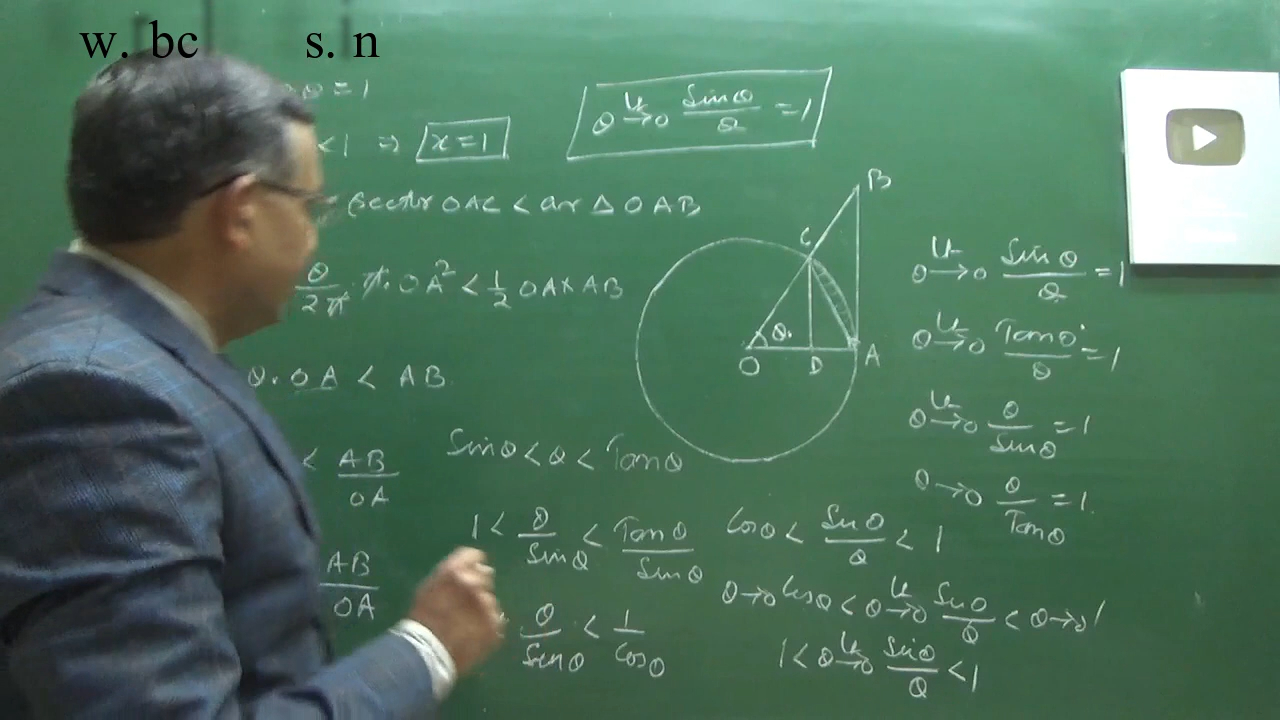 w. bc s. n
θ = 1
< 1 ⇒ x = 1
θ →0 Lt Sinθ/θ = 1
sector OAC < ar Δ OAB
θ/2π · π · OA² < 1/2 OA × AB
θ · OA < AB
< AB/OA
AB/OA
B
C
θ
O D A
Sinθ < θ < Tanθ
1 < θ/Sinθ < Tanθ/Sinθ
θ/Sinθ < 1/Cosθ
Cosθ < Sinθ/θ < 1
θ→0 Cosθ < Lt θ→0 Sinθ/θ < θ→0 1
1 < Lt θ→0 Sinθ/θ < 1
Lt θ→0 Sinθ/θ = 1
Lt θ→0 Tanθ/θ = 1
Lt θ→0 θ/Sinθ = 1
θ→0 θ/Tanθ = 1.